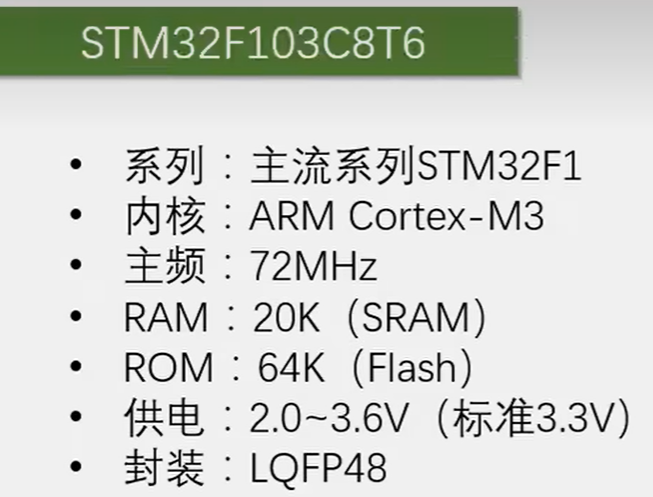 STM32F103C8T6
• 系列：主流系列STM32F1
• 内核：ARM Cortex-M3
• 主频：72MHz
• RAM：20K（SRAM）
• ROM：64K（Flash）
• 供电：2.0~3.6V（标准3.3V）
• 封装：LQFP48